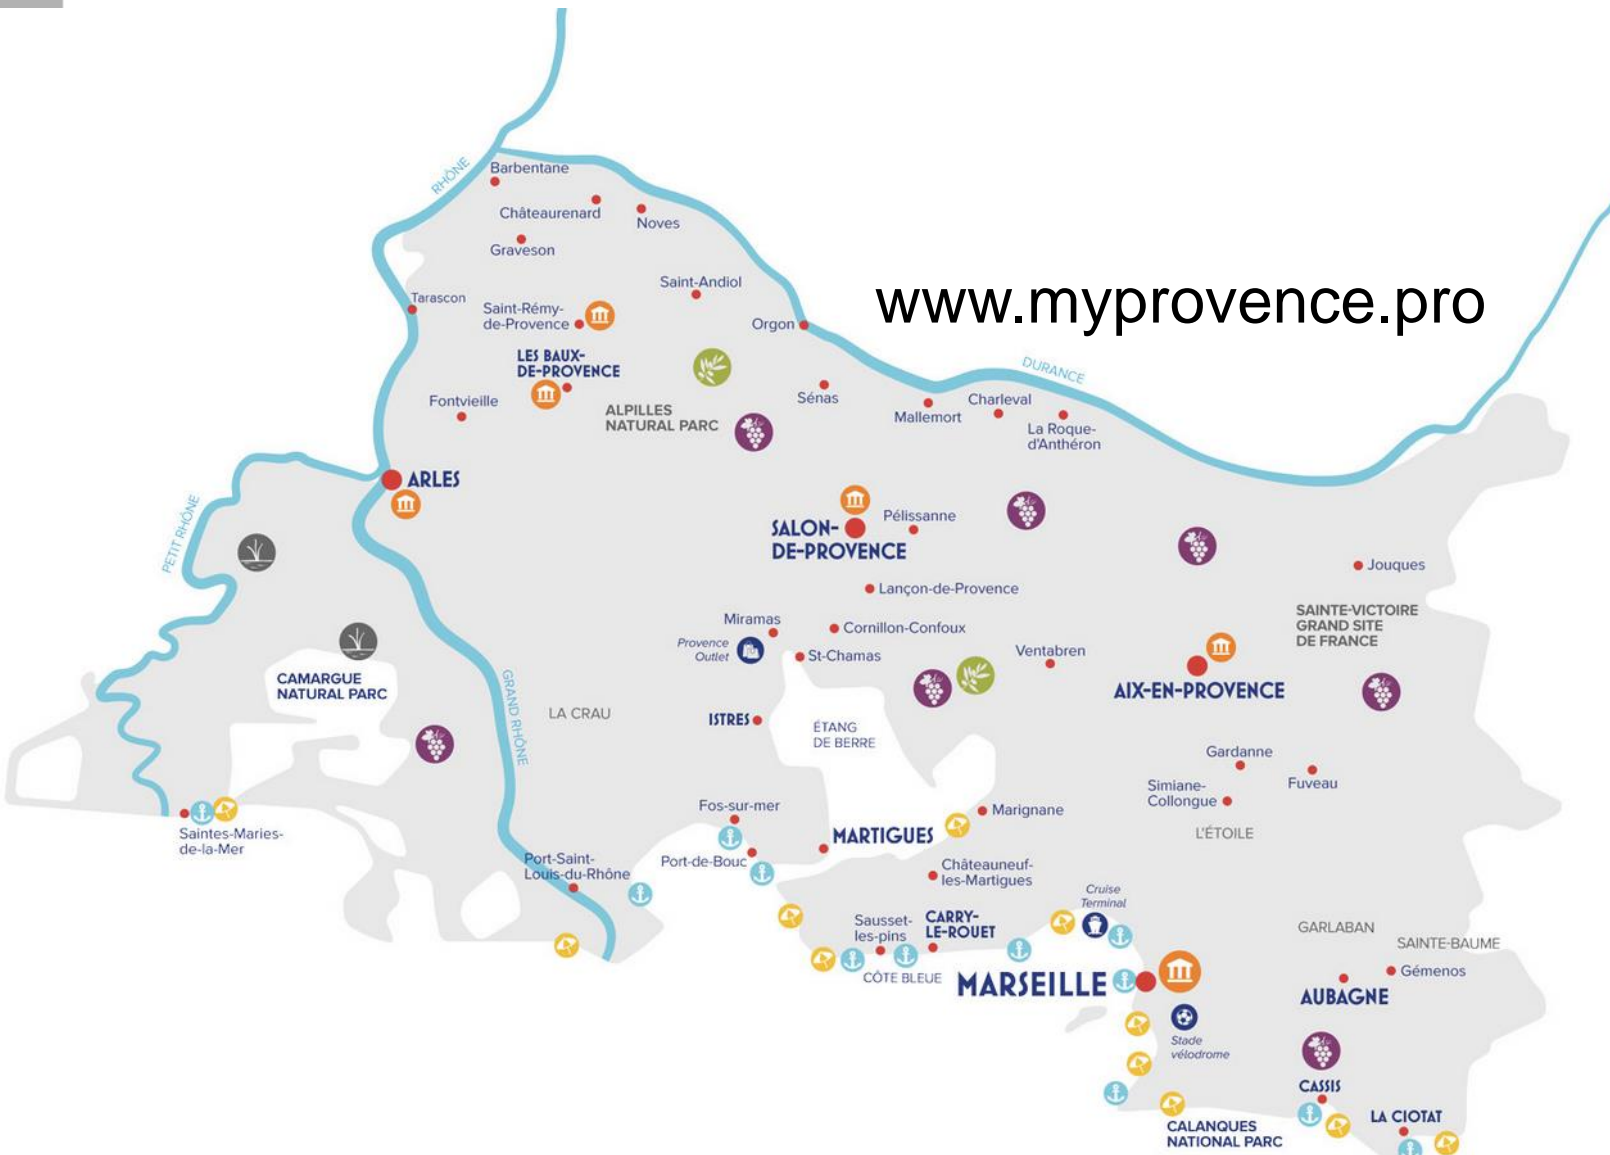 RHÔNE
Barbentane
Châteaurenard
Noves
Graveson
Saint-Andiol
www.myprovence.pro
Tarascon
Saint-Rémy-
de-Provence
Orgon
LES BAUX-
DE-PROVENCE
DURANCE
Fontvieille
ALPILLES
NATURAL PARC
Sénas
Mallemort
Charleval
La Roque-
d'Anthéron
ARLES
PETIT RHÔNE
SALON-
DE-PROVENCE
Pélissanne
Jouques
Lançon-de-Provence
SAINTE-VICTOIRE
GRAND SITE
DE FRANCE
Miramas
Cornillon-Confoux
Provence
Outlet
St-Chamas
Ventabren
CAMARGUE
NATURAL PARC
GRAND RHÔNE
AIX-EN-PROVENCE
LA CRAU
ISTRES
ÉTANG
DE BERRE
Gardanne
Simiane-
Collongue
Fuveau
Fos-sur-mer
Marignane
Saintes-Maries-
de-la-Mer
MARTIGUES
L'ÉTOILE
Port-Saint-
Louis-du-Rhône
Port-de-Bouc
Châteauneuf-
les-Martigues
Cruise
Terminal
Sausset-
les-pins
CARRY-
LE-ROUET
GARLABAN
SAINTE-BAUME
CÔTE BLEUE
MARSEILLE
Gémenos
AUBAGNE
Stade
vélodrome
CASSIS
LA CIOTAT
CALANQUES
NATIONAL PARC